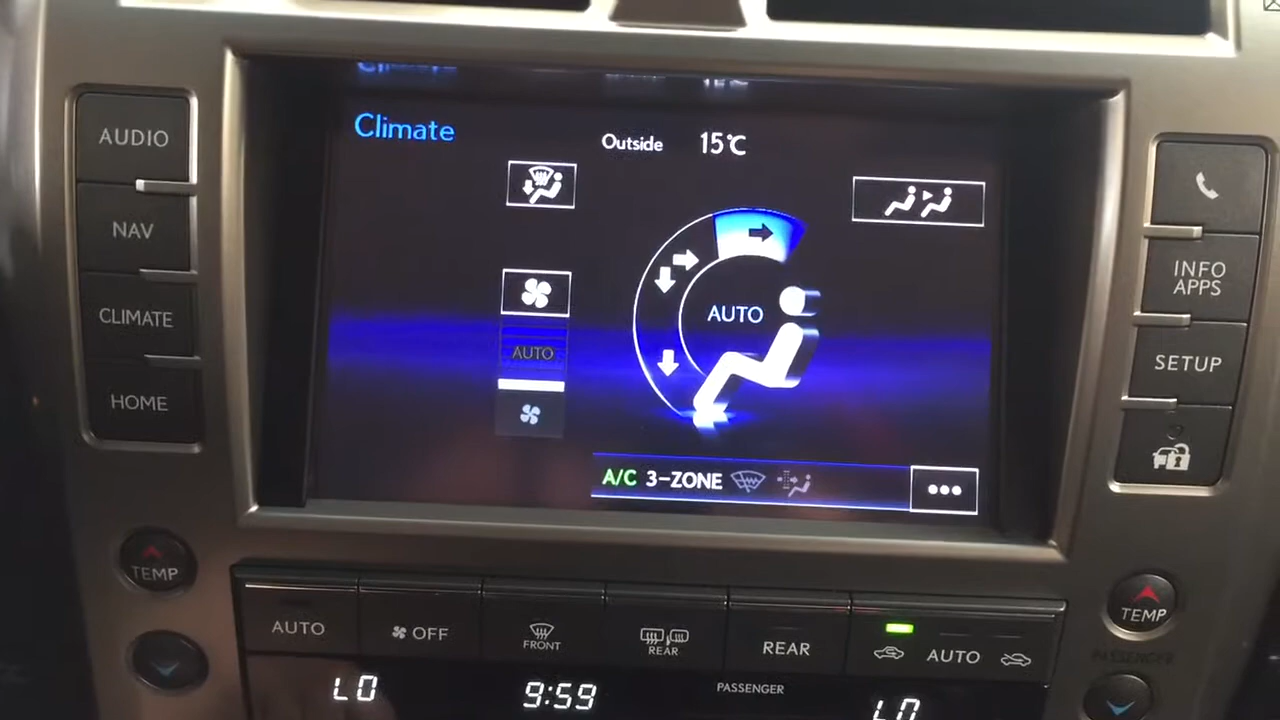 Climate
Outside 15℃
AUDIO
NAV
CLIMATE
HOME
INFO
APPS
SETUP
AUTO
AUTO
A/C 3-ZONE
•••
TEMP
TEMP
AUTO
OFF
FRONT
REAR
REAR
AUTO
PASSENGER
LO
9:59
PASSENGER
LO